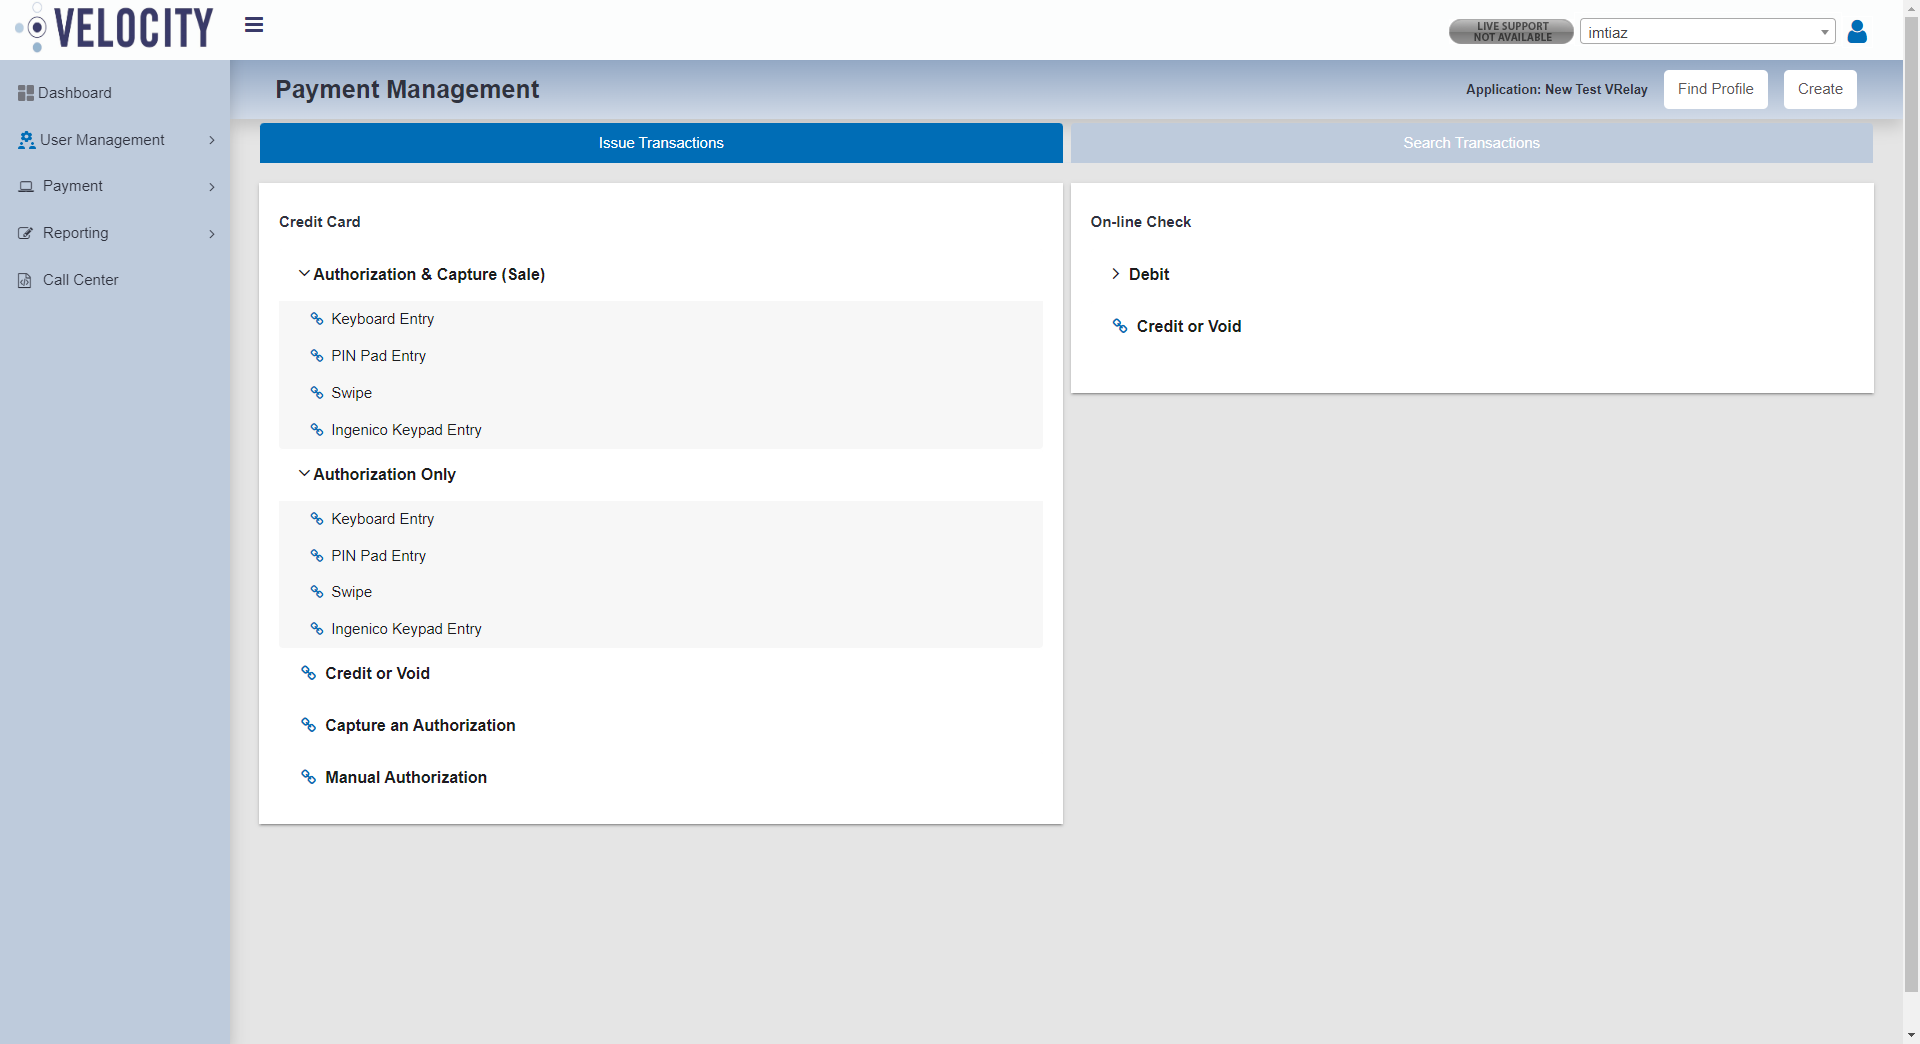 VELOCITY
LIVE SUPPORT
NOT AVAILABLE
imtiaz
Dashboard
User Management
Payment
Reporting
Call Center
Payment Management
Application: New Test VRelay
Find Profile
Create
Issue Transactions
Search Transactions
Credit Card
Authorization & Capture (Sale)
Keyboard Entry
PIN Pad Entry
Swipe
Ingenico Keypad Entry
Authorization Only
Keyboard Entry
PIN Pad Entry
Swipe
Ingenico Keypad Entry
Credit or Void
Capture an Authorization
Manual Authorization
On-line Check
Debit
Credit or Void